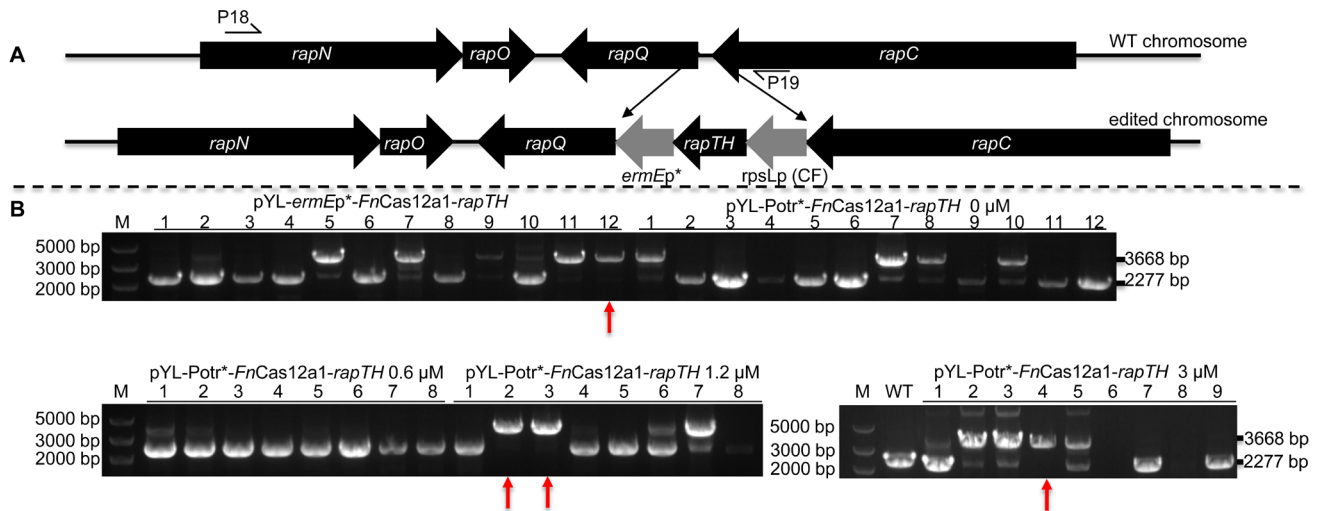 P18
A
rapN rapO rapQ rapC WT chromosome
P19
edited chromosome
rapN rapO rapQ rapTH rapC
ermEp* rpsLp (CF)
B
pYL-ermEp*-FnCas12a1-rapTH pYL-Potr*-FnCas12a1-rapTH 0 µM
M 1 2 3 4 5 6 7 8 9 10 11 12 1 2 3 4 5 6 7 8 9 10 11 12
5000 bp
3668 bp
3000 bp
2277 bp
2000 bp
pYL-Potr*-FnCas12a1-rapTH 0.6 µM pYL-Potr*-FnCas12a1-rapTH 1.2 µM pYL-Potr*-FnCas12a1-rapTH 3 µM
M 1 2 3 4 5 6 7 8 1 2 3 4 5 6 7 8 M WT 1 2 3 4 5 6 7 8 9
5000 bp 5000 bp
3668 bp
3000 bp 3000 bp
2277 bp
2000 bp 2000 bp